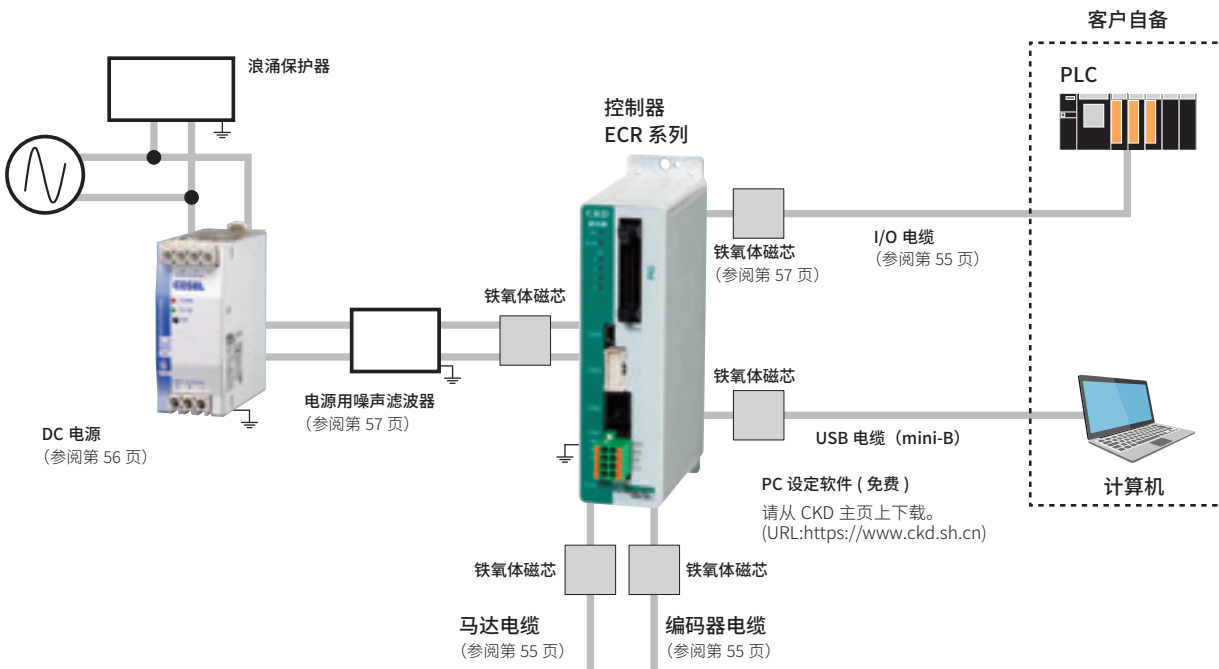 客户自备
浪涌保护器
PLC
控制器
ECR 系列
CKD
I/O 电缆
(参阅第 55 页)
铁氧体磁芯
(参阅第 57 页)
COSEL
铁氧体磁芯
铁氧体磁芯
电源用噪声滤波器
(参阅第 57 页)
DC 电源
(参阅第 56 页)
USB 电缆（mini-B）
计算机
PC 设定软件 ( 免费 )
请从 CKD 主页上下载。
(URL:https://www.ckd.sh.cn)
铁氧体磁芯
铁氧体磁芯
马达电缆
(参阅第 55 页)
编码器电缆
(参阅第 55 页)